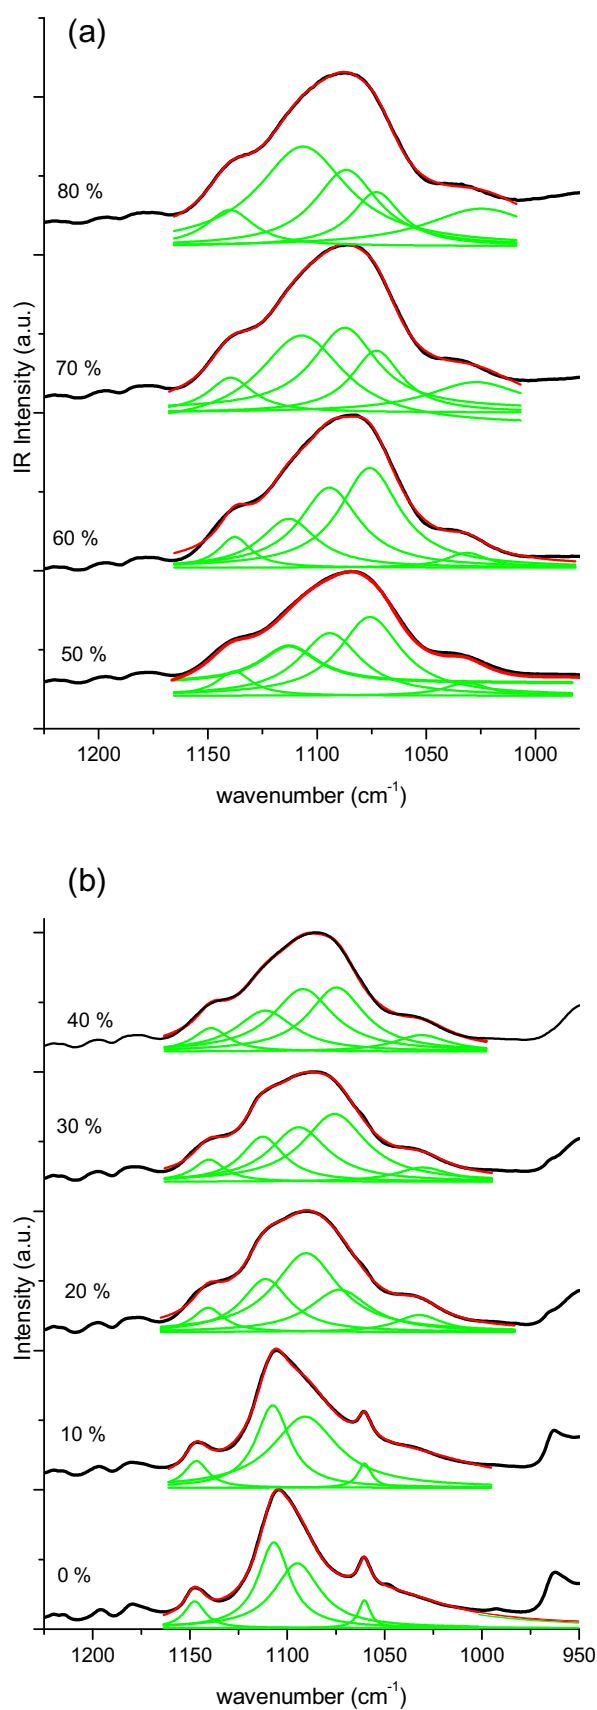 (a)
80 %
70 %
60 %
50 %
IR Intensity (a.u.)
1200 1150 1100 1050 1000
wavenumber (cm-1)
(b)
40 %
30 %
20 %
10 %
0 %
Intensity (a.u.)
1200 1150 1100 1050 1000 950
wavenumber (cm-1)